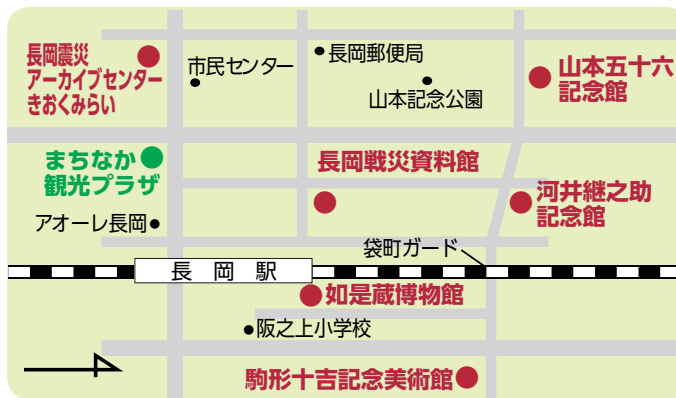 長岡震災
アーカイブセンター
きおくみらい
市民センター
長岡郵便局
山本記念公園
山本五十六
記念館
まちなか
観光プラザ
長岡戦災資料館
河井継之助
記念館
アオーレ長岡
袋町ガード
長岡駅
如是蔵博物館
阪之上小学校
駒形十吉記念美術館